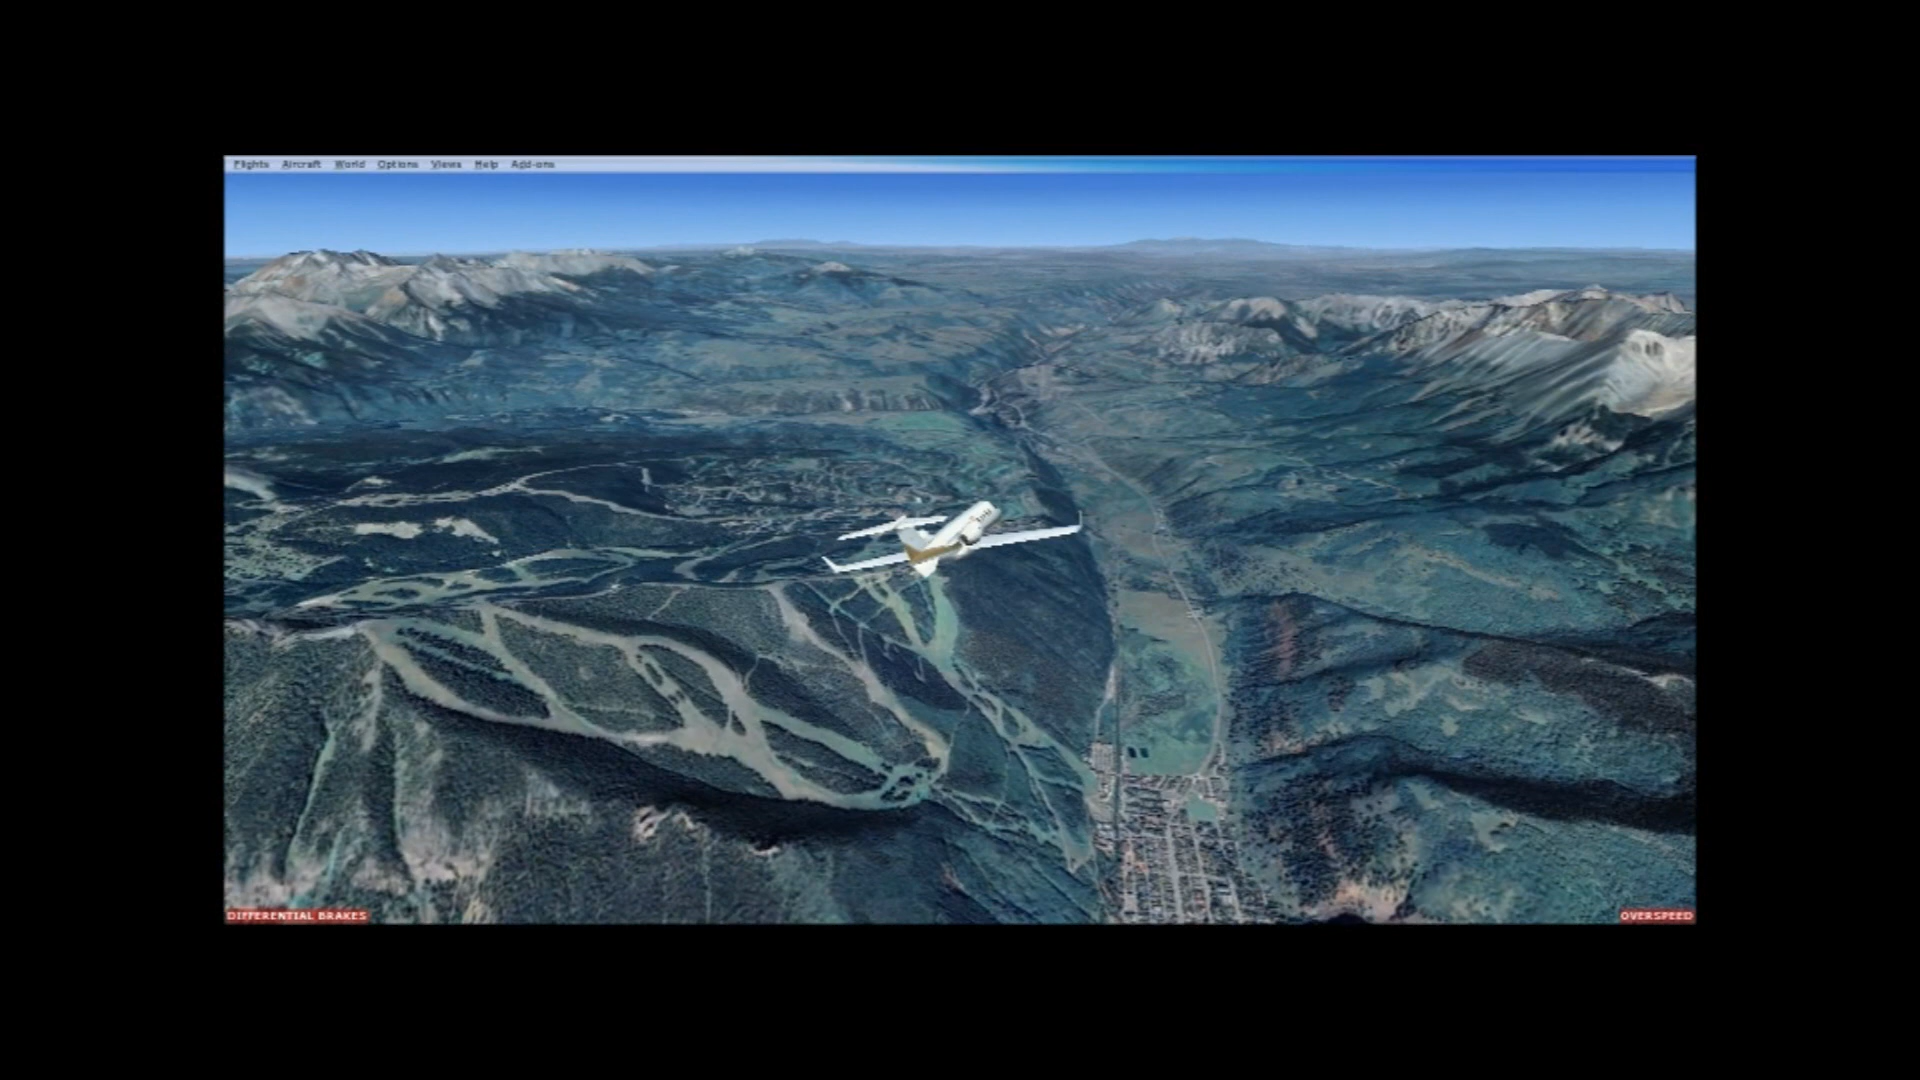 Flights Aircraft World Options Views Help Add-ons
DIFFERENTIAL BRAKES
OVERSPEED